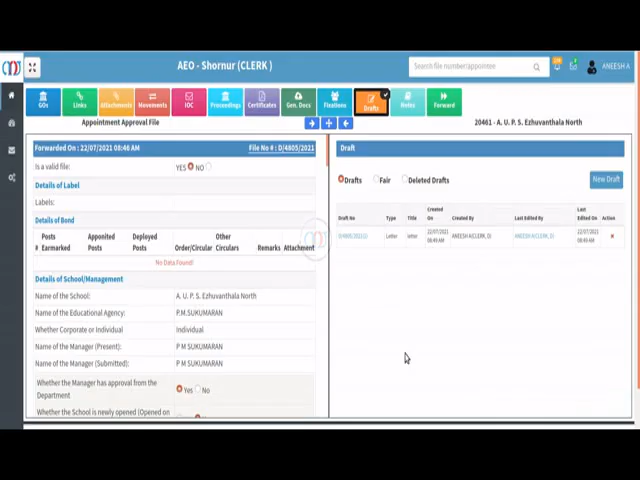 AEO - Shornur (CLERK )
Search file number/appointee
ANEESH A
GOs
Links
Attachments
Movements
IOC
Proceedings
Certificates
Gen. Docs
Fixations
Drafts
Notes
Forward
Appointment Approval File
20461 - A. U. P. S. Ezhuvanthala North
Forwarded On : 22/07/2021 08:46 AM
File No # : D/4805/2021
Is a valid file:
YES NO
Details of Label
Labels:
Details of Bond
# Posts Earmarked
Appointed Posts
Deployed Posts
Order/Circular
Other Circulars
Remarks
Attachment
No Data Found!
Details of School/Management
Name of the School:
A. U. P. S. Ezhuvanthala North
Name of the Educational Agency:
P.M.SUKUMARAN
Whether Corporate or Individual
Individual
Name of the Manager (Present):
P M SUKUMARAN
Name of the Manager (Submitted):
P M SUKUMARAN
Whether the Manager has approval from the
Department
Yes No
Whether the School is newly opened (Opened on
Draft
Drafts
Fair
Deleted Drafts
New Draft
Draft No
Type
Title
Created On
Created By
Last Edited By
Last Edited On
Action
Letter
letter
22/07/2021 08:49 AM
ANEESH A(CLERK, D)
ANEESH A(CLERK, D)
22/07/2021 08:49 AM